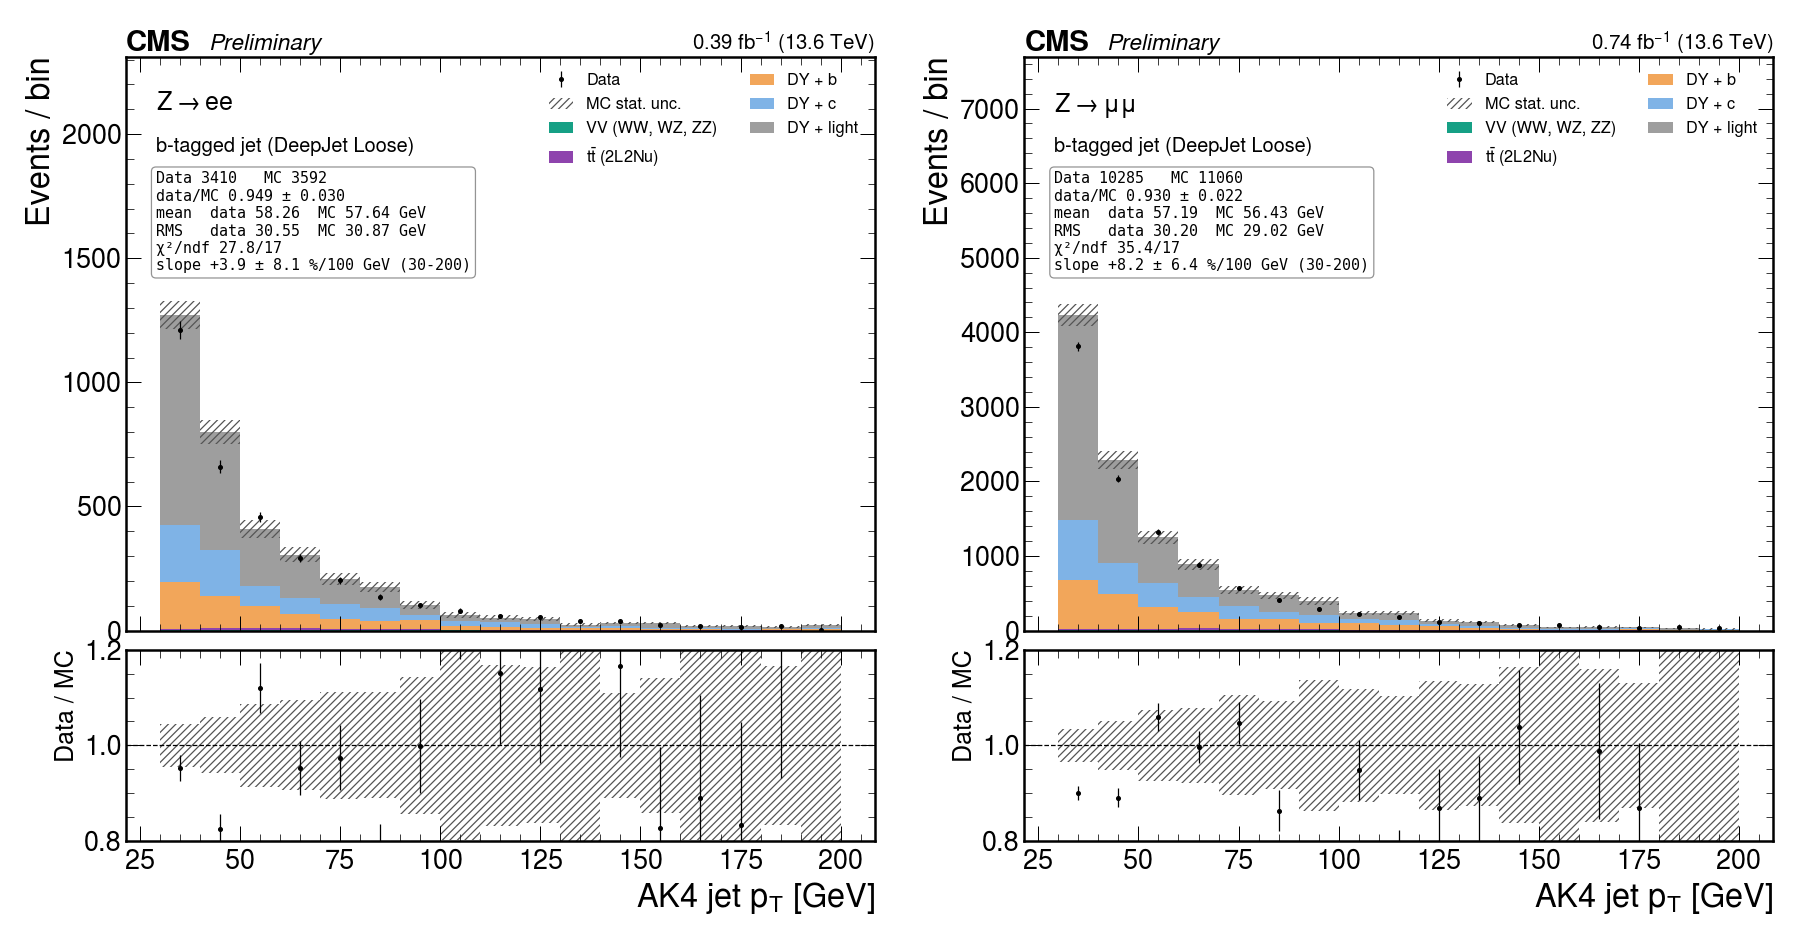 CMS Preliminary 0.39 fb⁻¹ (13.6 TeV)
Events / bin
Z → ee
b-tagged jet (DeepJet Loose)
Data 3410 MC 3592
data/MC 0.949 ± 0.030
mean data 58.26 MC 57.64 GeV
RMS data 30.55 MC 30.87 GeV
χ²/ndf 27.8/17
slope +3.9 ± 8.1 %/100 GeV (30-200)
Data
MC stat. unc.
VV (WW, WZ, ZZ)
tt̄ (2L2Nu)
DY + b
DY + c
DY + light
2000
1500
1000
500
0
Data / MC
1.2
1.0
0.8
25 50 75 100 125 150 175 200
AK4 jet p_T [GeV]
CMS Preliminary 0.74 fb⁻¹ (13.6 TeV)
Events / bin
Z → μμ
b-tagged jet (DeepJet Loose)
Data 10285 MC 11060
data/MC 0.930 ± 0.022
mean data 57.19 MC 56.43 GeV
RMS data 30.20 MC 29.02 GeV
χ²/ndf 35.4/17
slope +8.2 ± 6.4 %/100 GeV (30-200)
Data
MC stat. unc.
VV (WW, WZ, ZZ)
tt̄ (2L2Nu)
DY + b
DY + c
DY + light
7000
6000
5000
4000
3000
2000
1000
0
Data / MC
1.2
1.0
0.8
25 50 75 100 125 150 175 200
AK4 jet p_T [GeV]